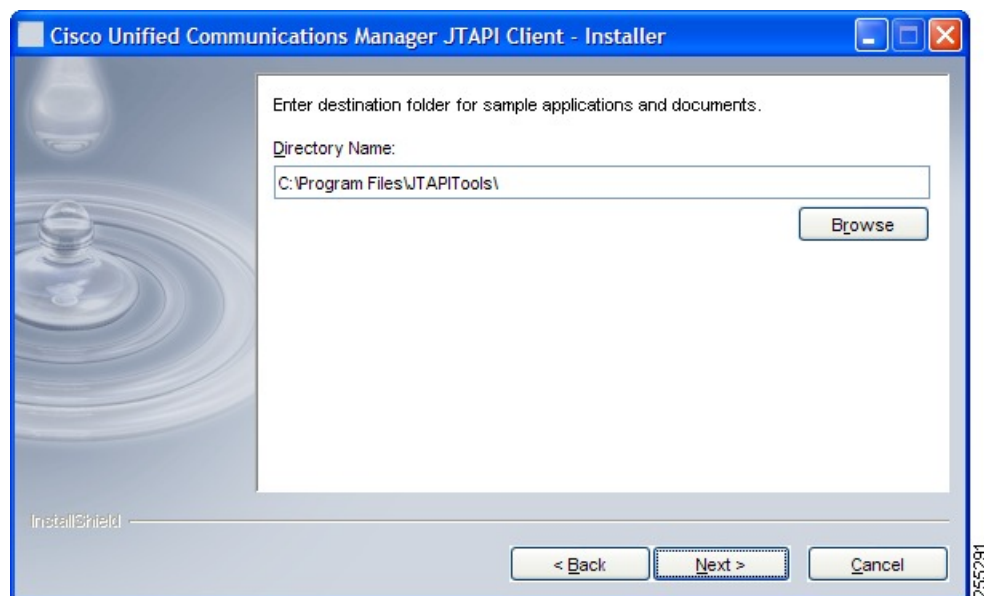 Cisco Unified Communications Manager JTAPI Client - Installer
Enter destination folder for sample applications and documents.
Directory Name:
C:\Program Files\JTAPITools\
Browse
InstallShield
< Back
Next >
Cancel
255291